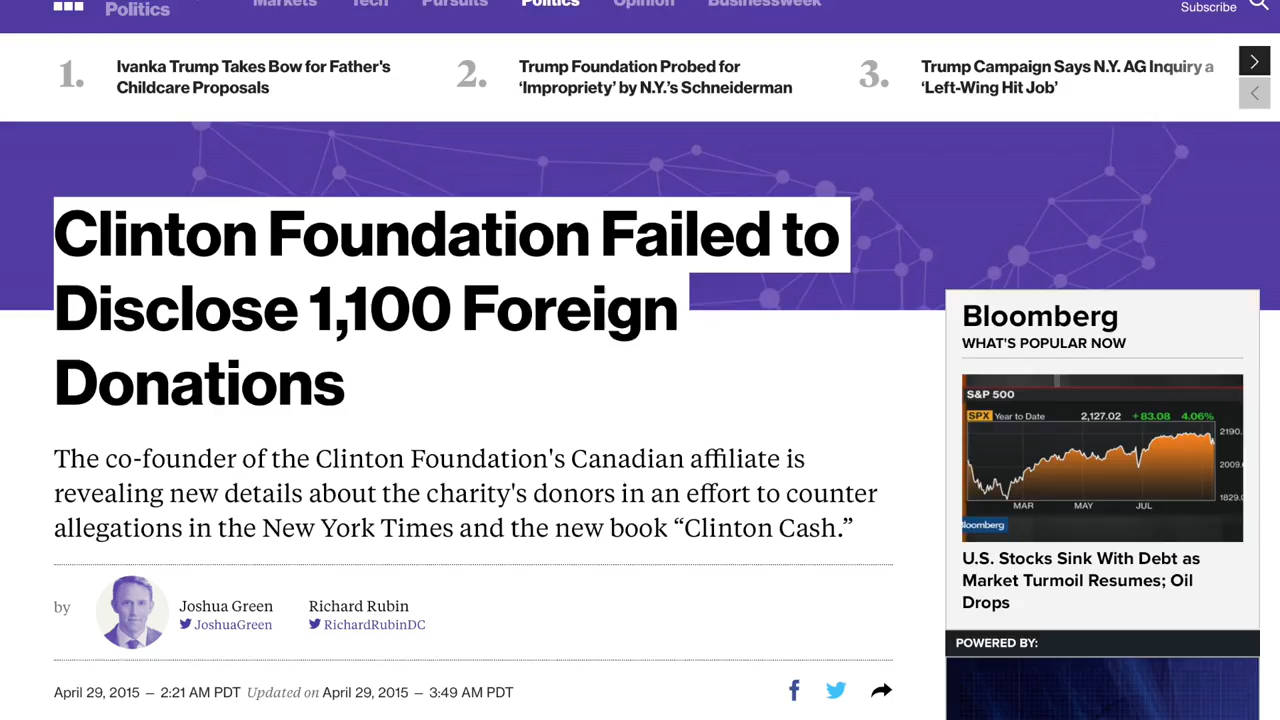 Politics
Markets Tech Pursuits Politics Opinion Businessweek
Subscribe
1. Ivanka Trump Takes Bow for Father's
Childcare Proposals
2. Trump Foundation Probed for
‘Impropriety’ by N.Y.’s Schneiderman
3. Trump Campaign Says N.Y. AG Inquiry a
‘Left-Wing Hit Job’
Clinton Foundation Failed to
Disclose 1,100 Foreign
Donations
The co-founder of the Clinton Foundation's Canadian affiliate is
revealing new details about the charity's donors in an effort to counter
allegations in the New York Times and the new book “Clinton Cash.”
by
Joshua Green
JoshuaGreen
Richard Rubin
RichardRubinDC
April 29, 2015 — 2:21 AM PDT Updated on April 29, 2015 — 3:49 AM PDT
Bloomberg
WHAT'S POPULAR NOW
S&P 500
SPX Year to Date 2,127.02 +83.08 4.06%
2190.
2009.
1829.0
MAR MAY JUL
loomberg
U.S. Stocks Sink With Debt as
Market Turmoil Resumes; Oil
Drops
POWERED BY: